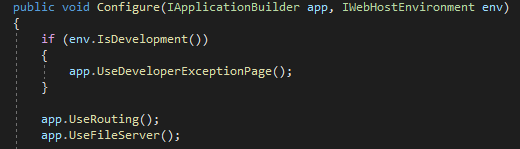 public void Configure(IApplicationBuilder app, IWebHostEnvironment env)
{
if (env.IsDevelopment())
{
app.UseDeveloperExceptionPage();
}
app.UseRouting();
app.UseFileServer();